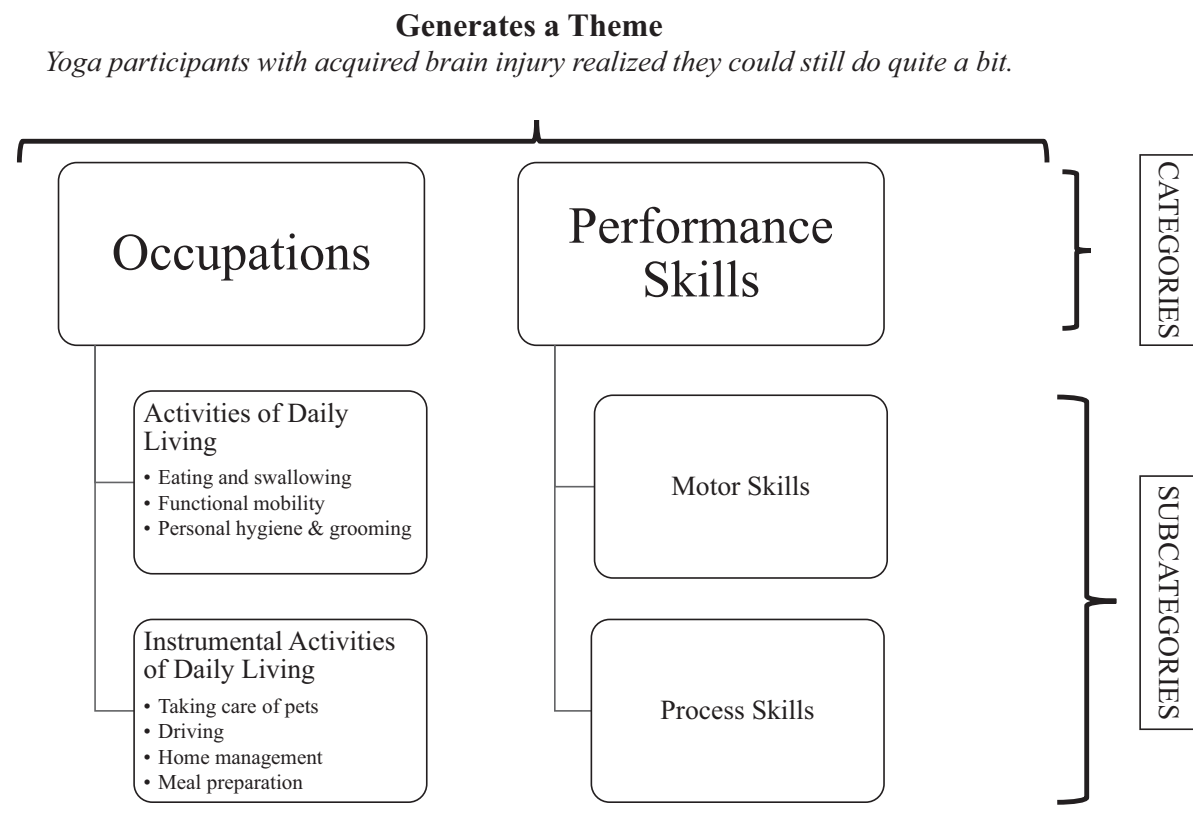 Generates a Theme
Yoga participants with acquired brain injury realized they could still do quite a bit.
Occupations
Performance
Skills
CATEGORIES
Activities of Daily
Living
• Eating and swallowing
• Functional mobility
• Personal hygiene & grooming
Motor Skills
Instrumental Activities
of Daily Living
• Taking care of pets
• Driving
• Home management
• Meal preparation
Process Skills
SUBCATEGORIES